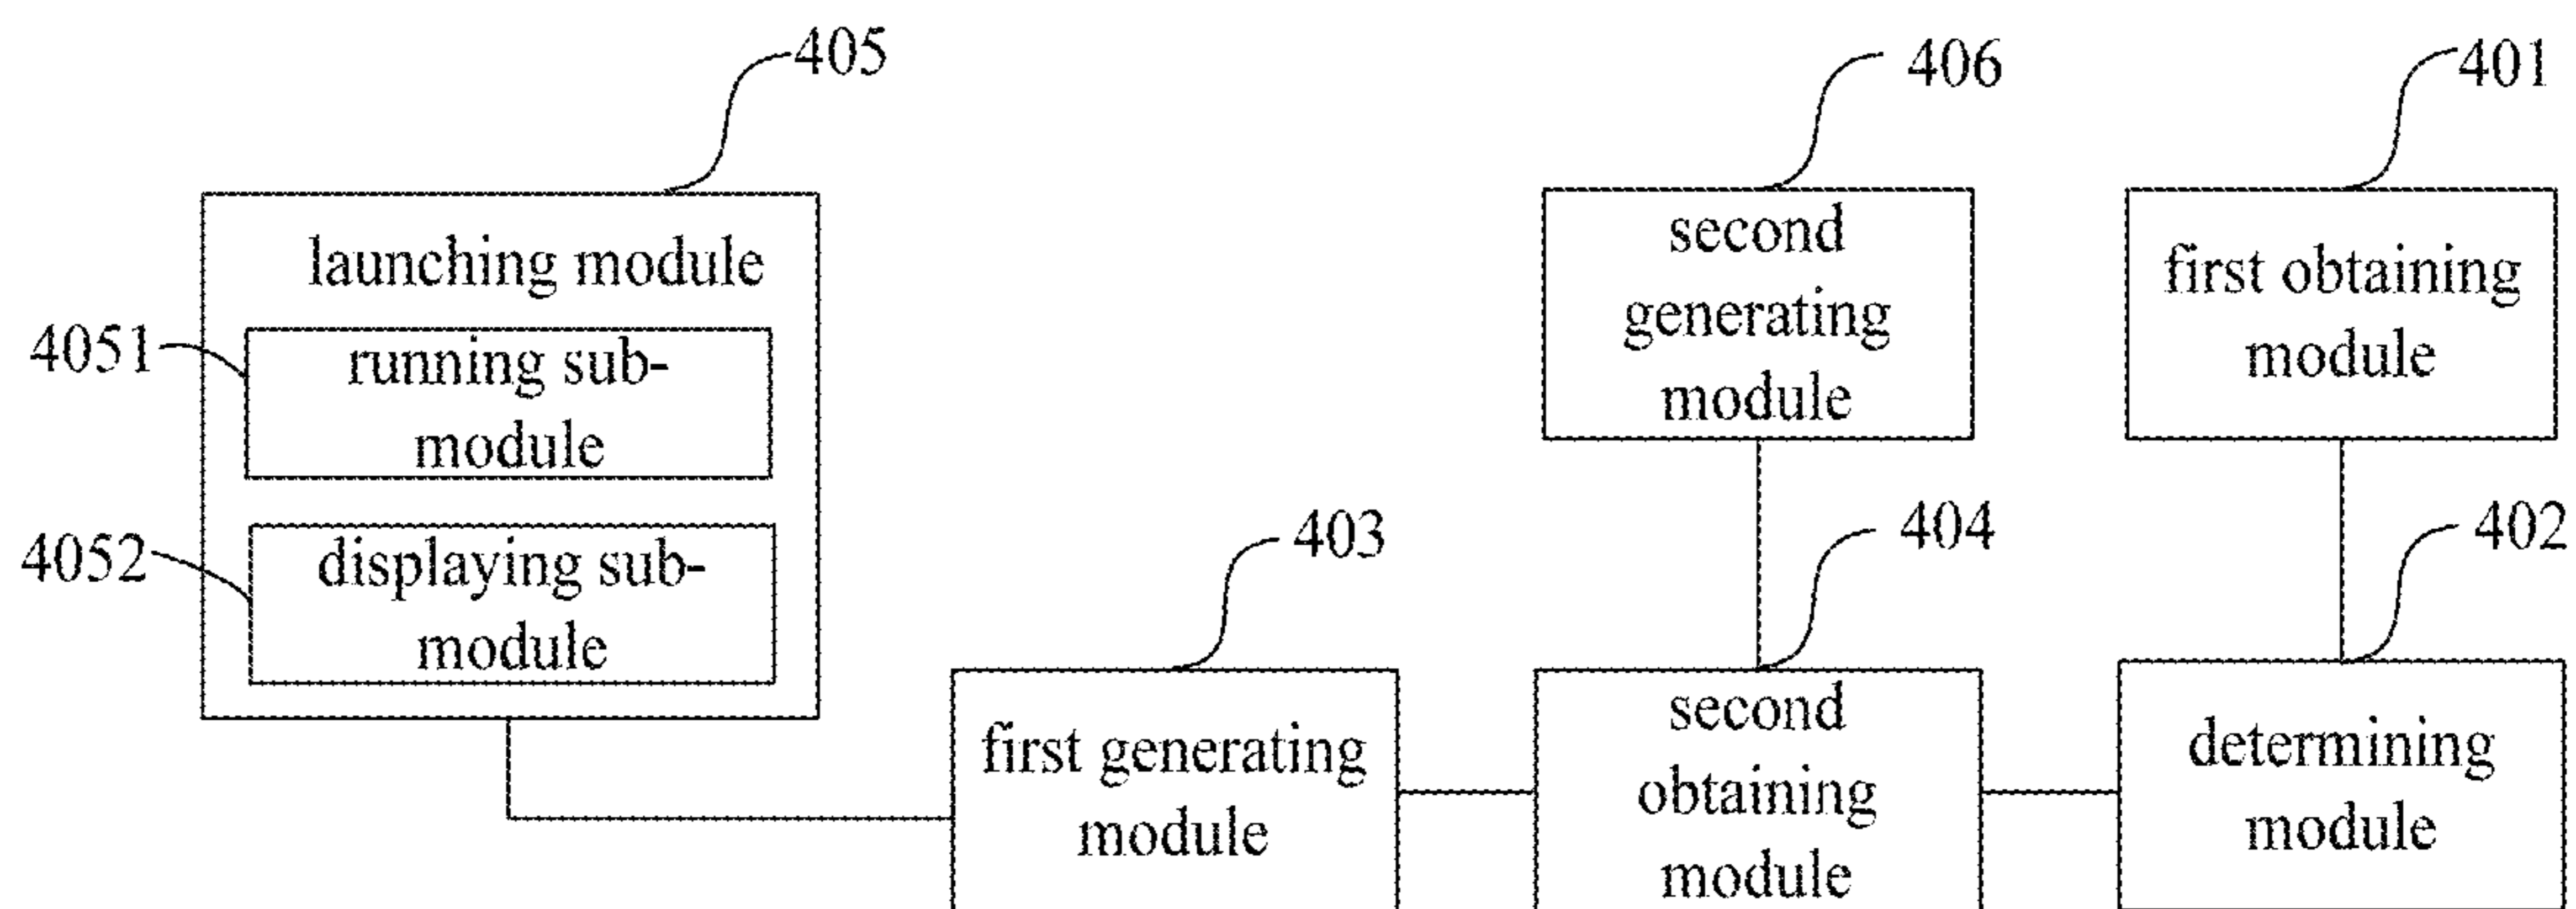 405
406
401
launching module
4051
running sub-
module
4052
displaying sub-
module
second
generating
module
first obtaining
module
403
404
402
first generating
module
second
obtaining
module
determining
module